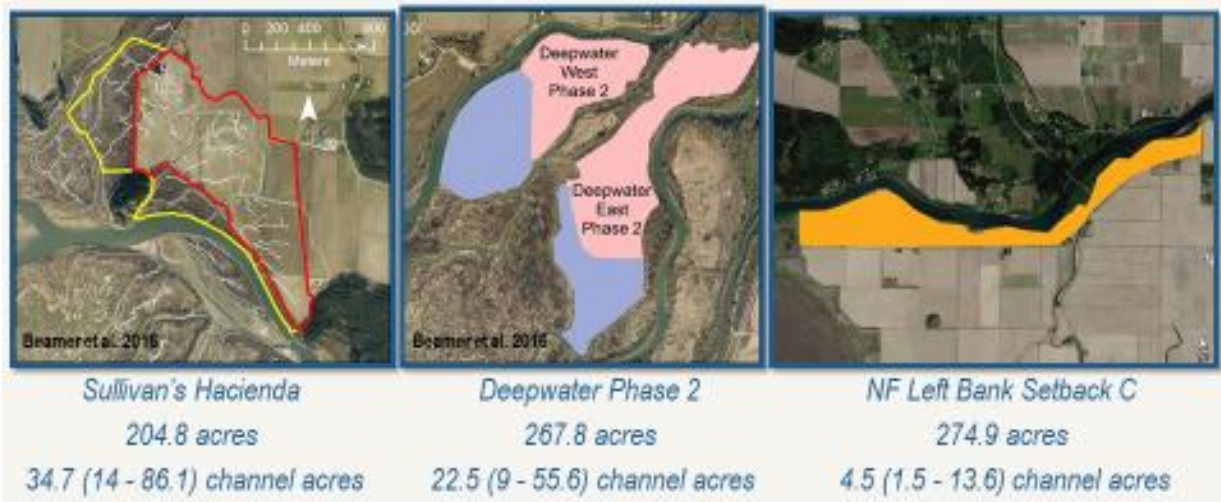 0 200 400 800
Meters
Beamer et al. 2016
Deepwater
West
Phase 2
Deepwater
East
Phase 2
Beamer et al. 2016
Sullivan's Hacienda
204.8 acres
34.7 (14 - 86.1) channel acres
Deepwater Phase 2
267.8 acres
22.5 (9 - 55.6) channel acres
NF Left Bank Setback C
274.9 acres
4.5 (1.5 - 13.6) channel acres